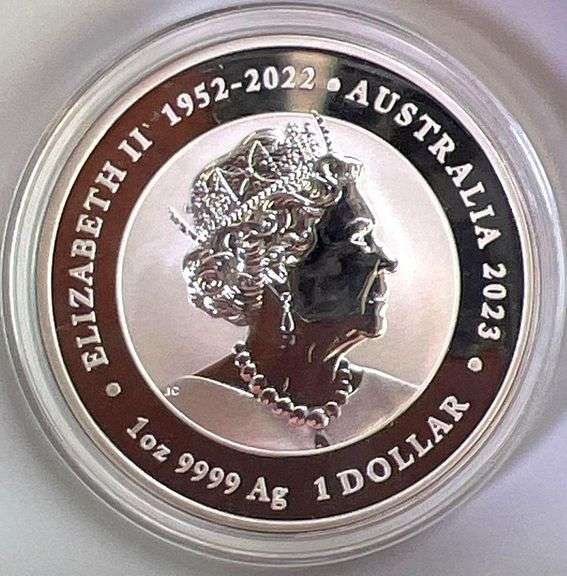 ELIZABETH II 1952-2022 • AUSTRALIA 2023 •
1oz 9999 Ag 1 DOLLAR •
JC